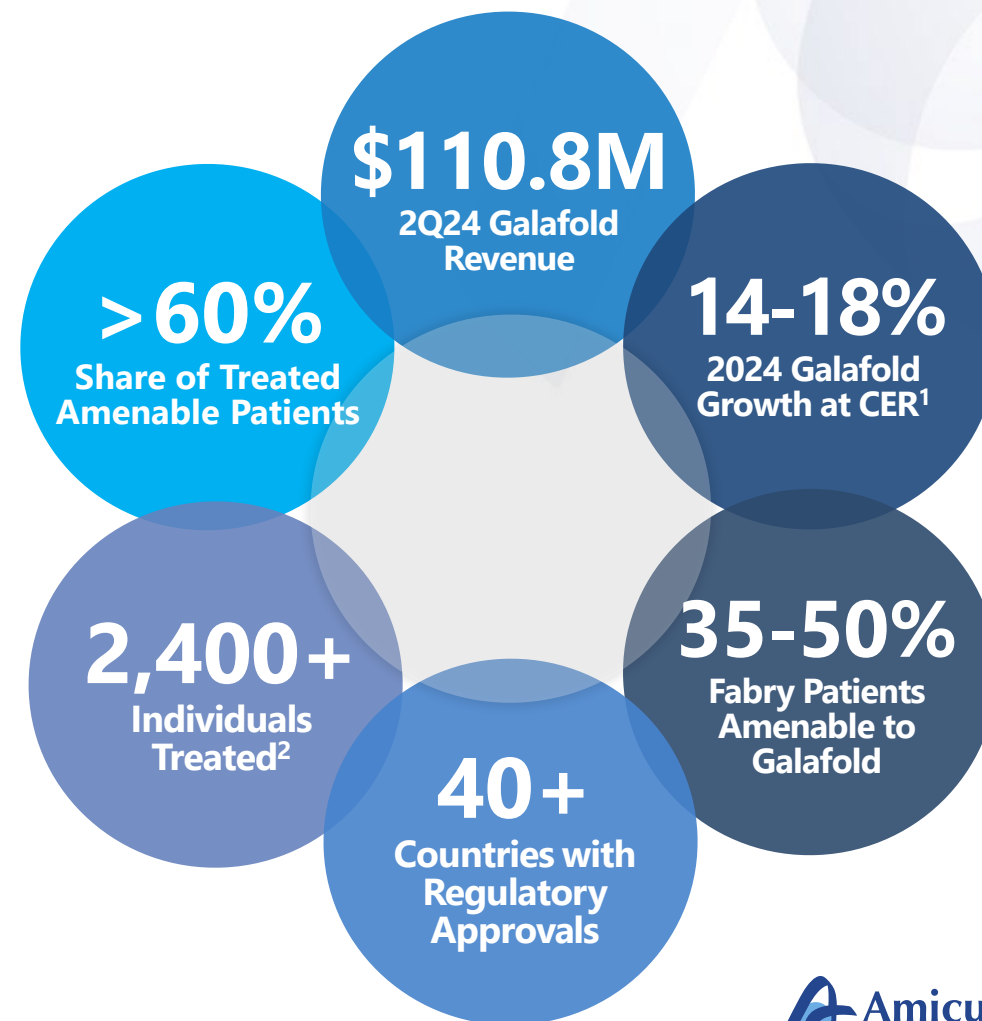 $110.8M
2Q24 Galafold
Revenue
>60%
Share of Treated
Amenable Patients
14-18%
2024 Galafold
Growth at CER¹
2,400+
Individuals
Treated²
35-50%
Fabry Patients
Amenable to
Galafold
40+
Countries with
Regulatory
Approvals
Amicu